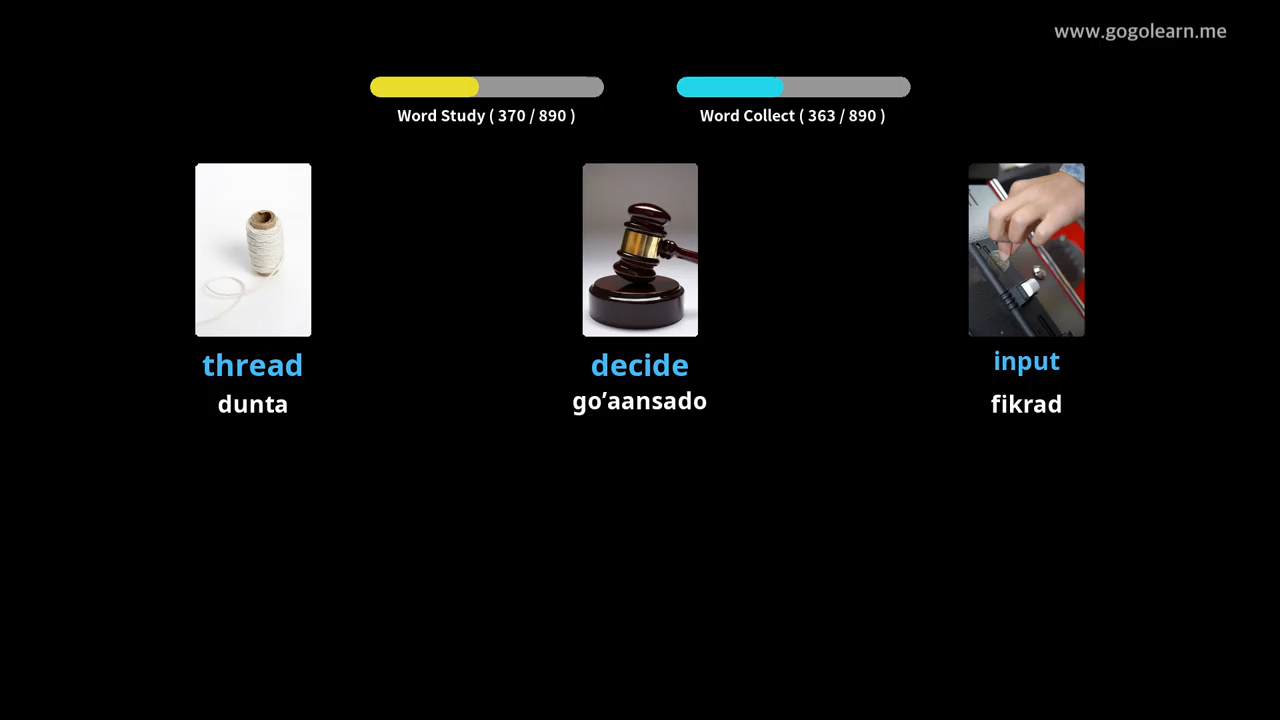 www.gogolearn.me
Word Study ( 370 / 890 )
Word Collect ( 363 / 890 )
thread
decide
input
dunta
go’aansado
fikrad